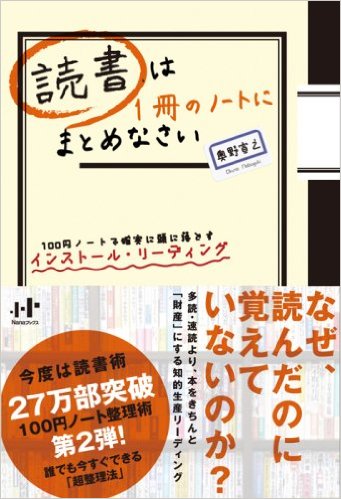 読書は
1冊のノートに
まとめなさい
奥野宣之
Okuno Nobuyuki
100円ノートで確実に頭に落とす
インストール・リーディング
Nanaブックス
なぜ、
読んだのに
覚えて
いないのか？
多読・速読より、本をきちんと
「財産」にする知的生産リーディング
今度は読書術
27万部突破
100円ノート整理術
第2弾!
誰でも今すぐできる
「超整理法」